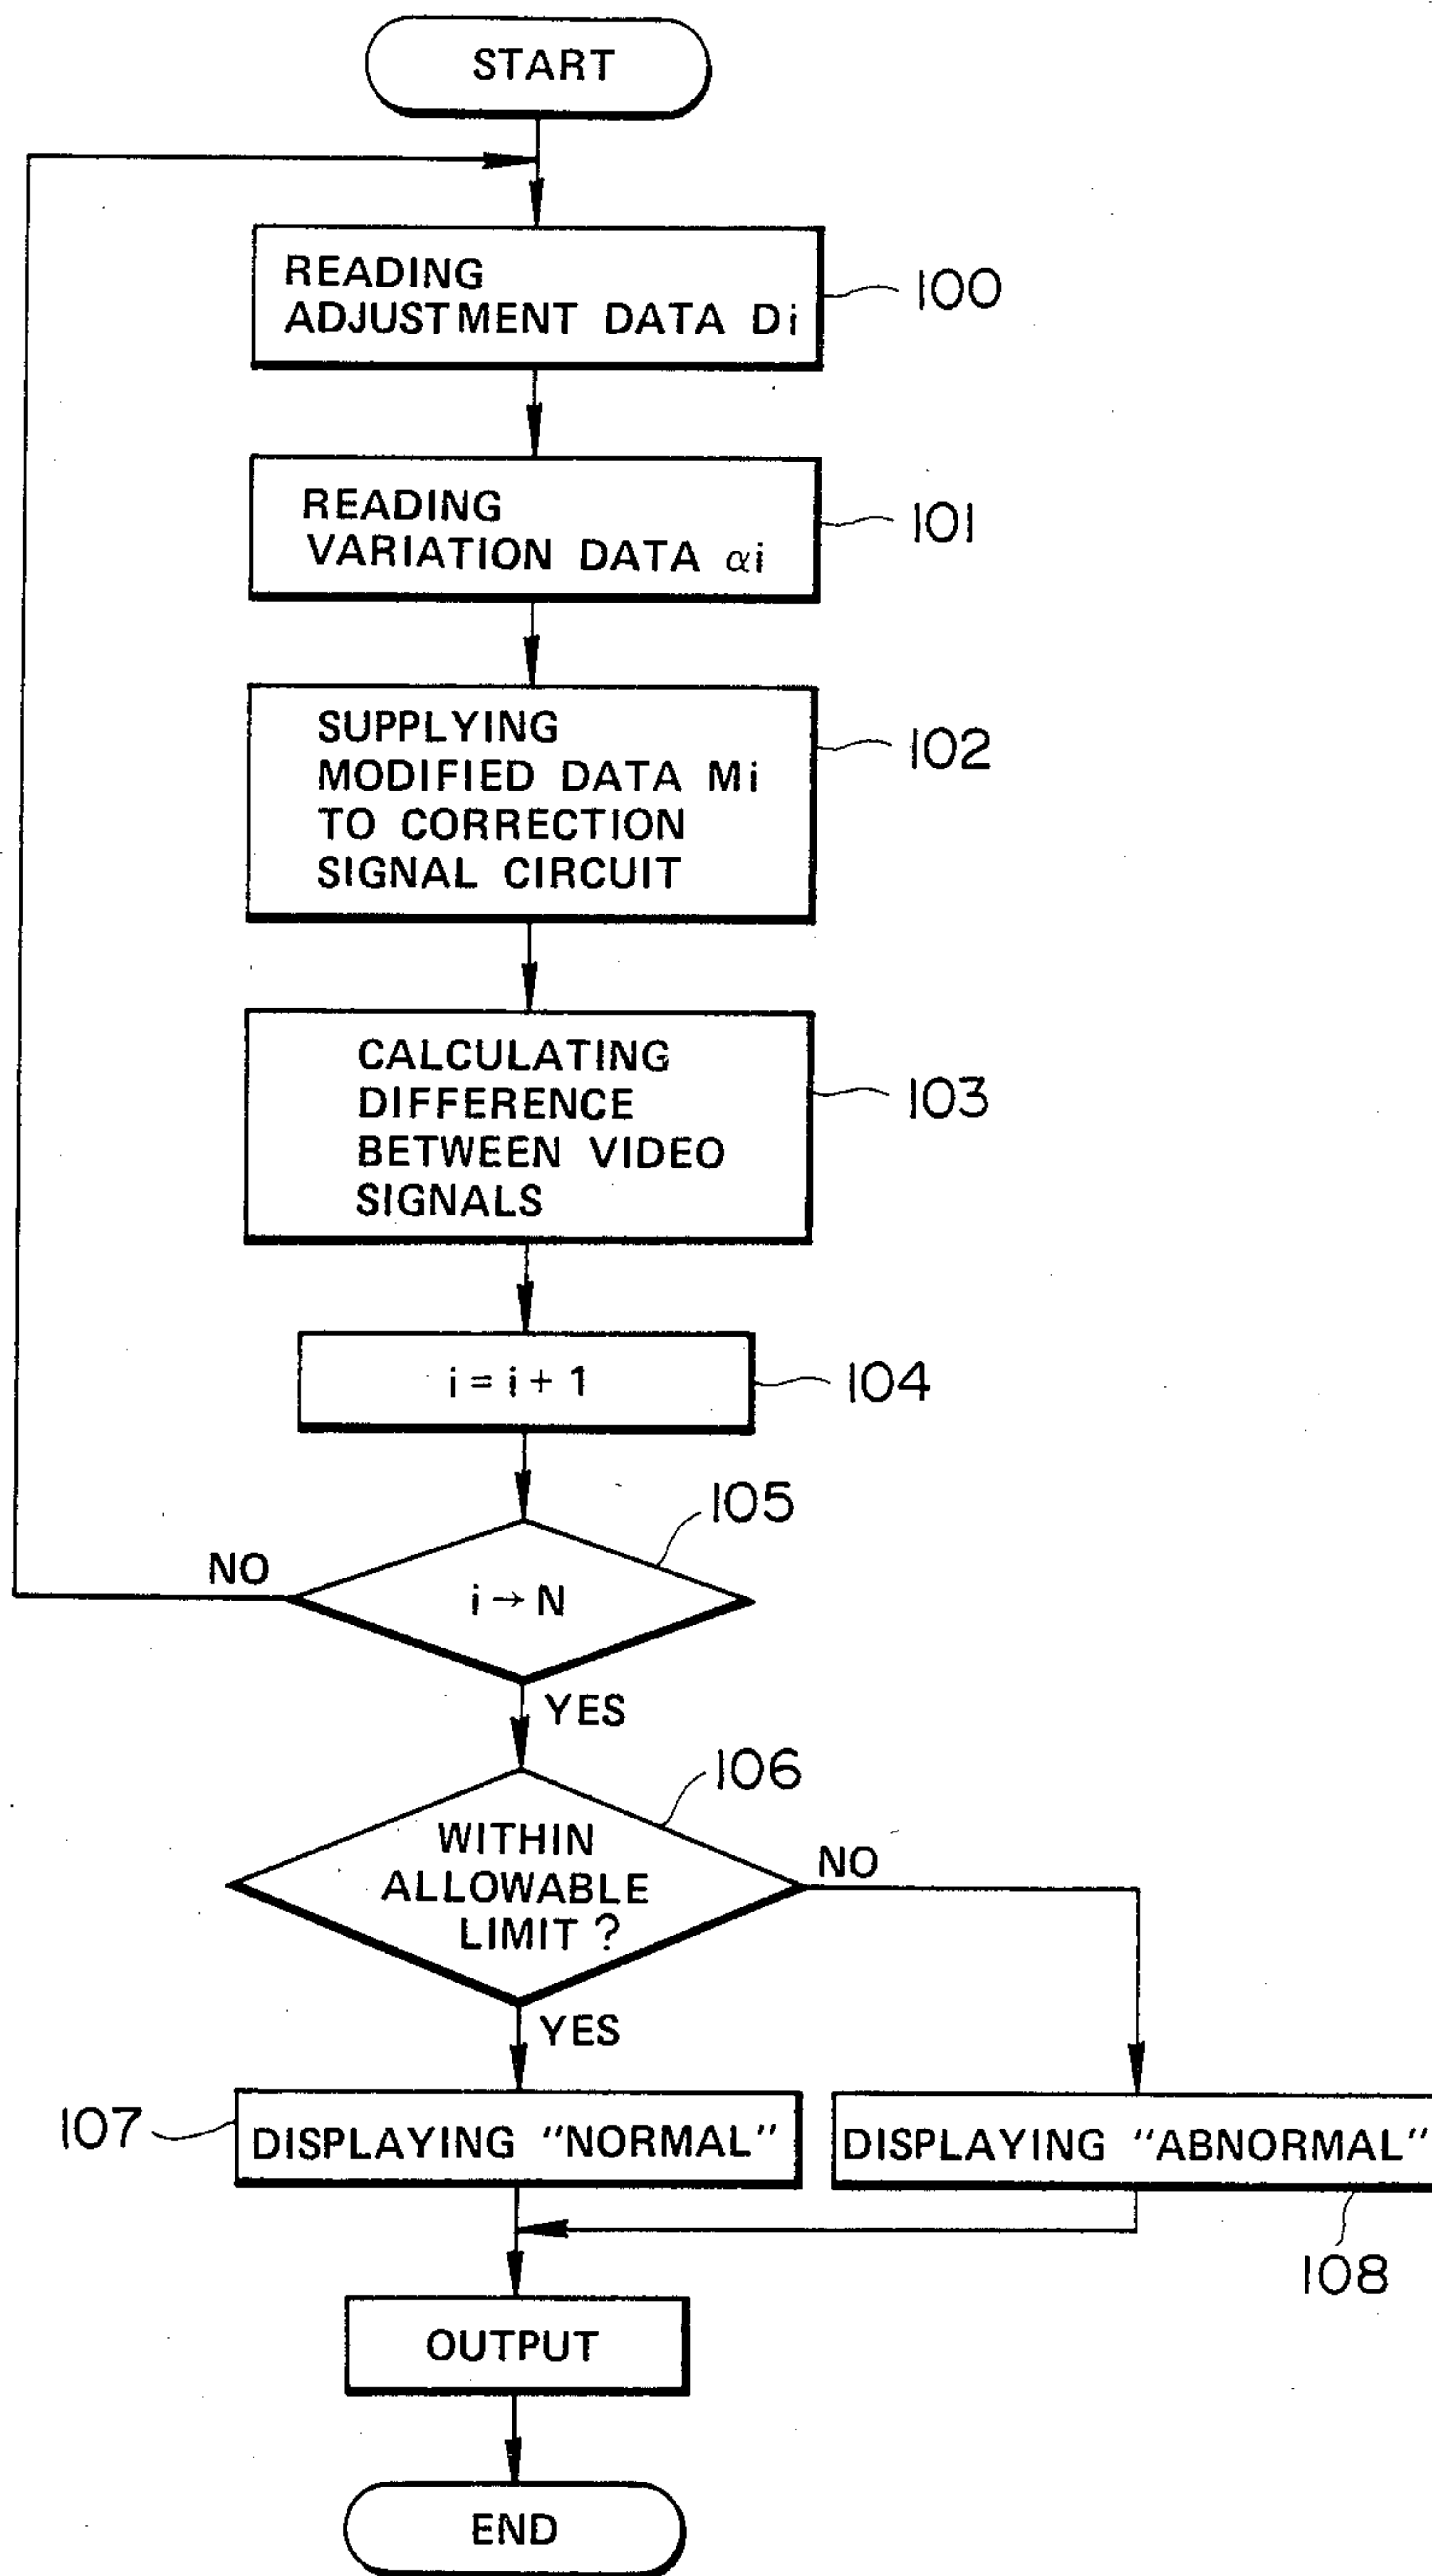 START
READING
ADJUSTMENT DATA Di
100
READING
VARIATION DATA αi
101
SUPPLYING
MODIFIED DATA Mi
TO CORRECTION
SIGNAL CIRCUIT
102
CALCULATING
DIFFERENCE
BETWEEN VIDEO
SIGNALS
103
i = i + 1
104
105
NO
i → N
YES
106
WITHIN
ALLOWABLE
LIMIT ?
NO
YES
107
DISPLAYING "NORMAL"
DISPLAYING "ABNORMAL"
108
OUTPUT
END